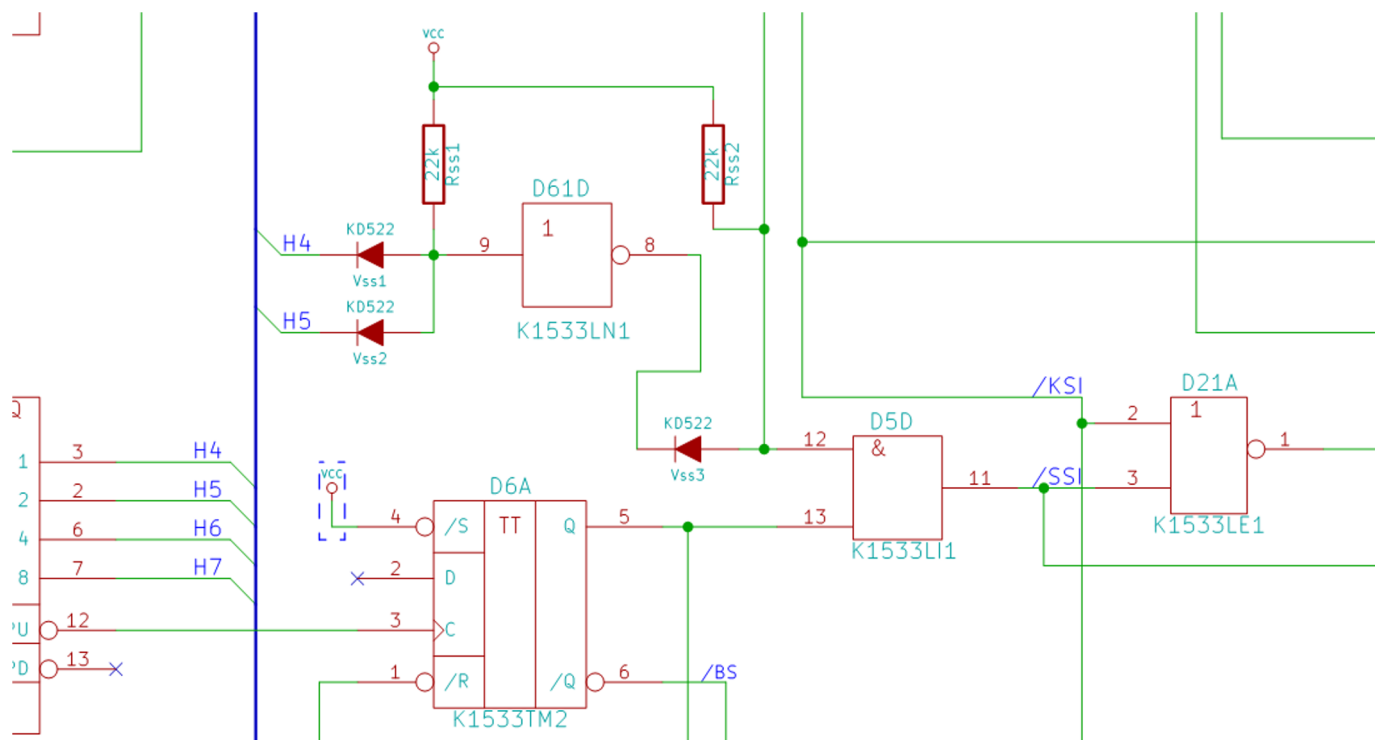 vcc
22k
Rss1
22k
Rss2
D61D
KD522
H4
9
1
8
Vss1
KD522
H5
K1533LN1
Vss2
/KSI
D21A
Q
2
1
KD522
D5D
1
3
H4
12
&
1
vcc
Vss3
11
/SSI
3
2
2
H5
D6A
4
/S
TT
Q
5
13
K1533LE1
4
6
H6
K1533LI1
8
7
H7
2
D
12
3
C
13
1
/R
/Q
6
/BS
K1533TM2